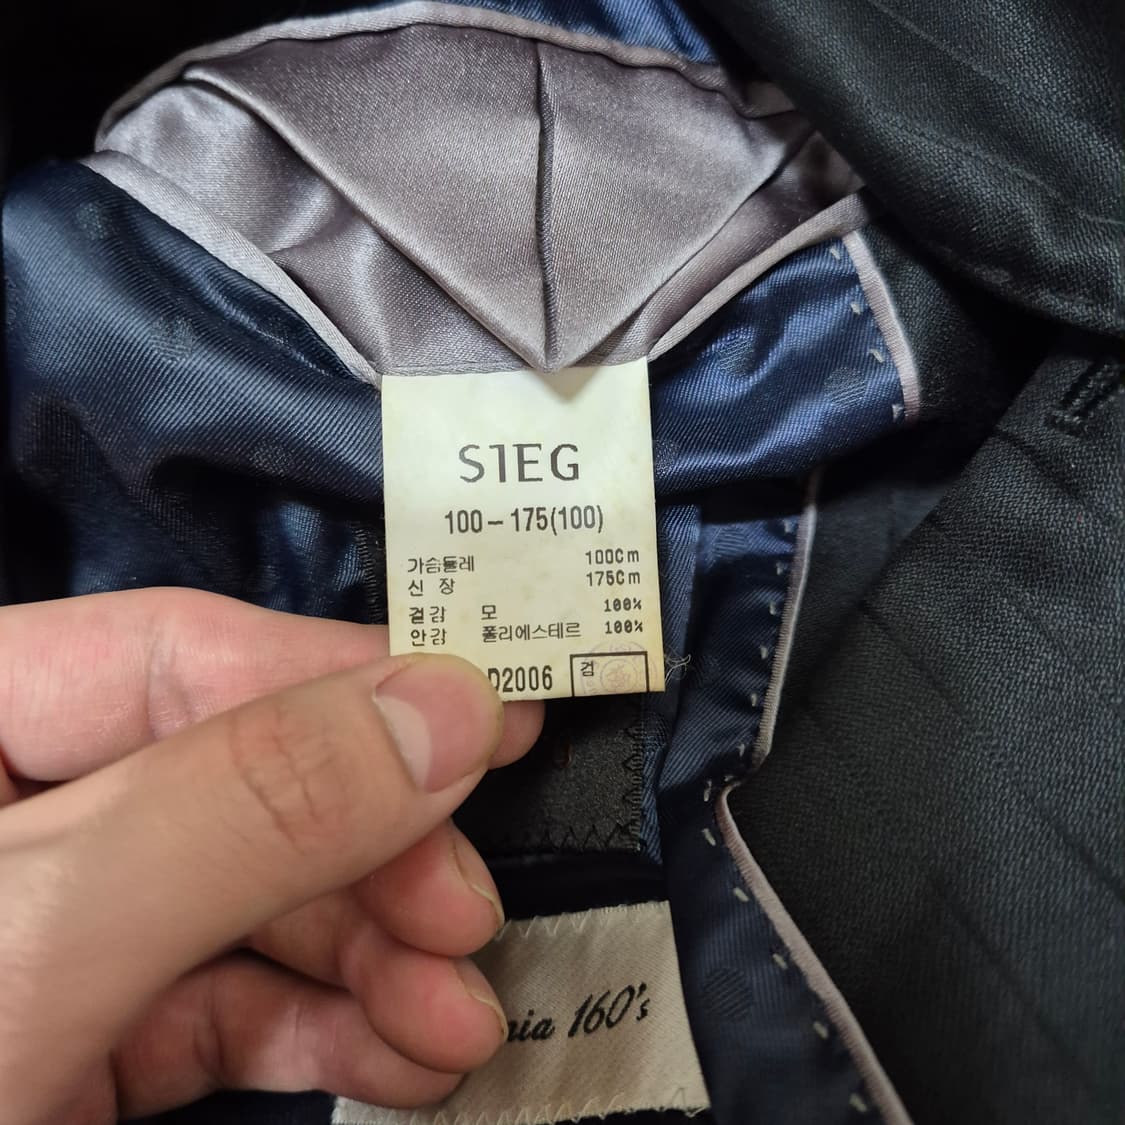 SIEG
100-175(100)
가슴둘레 100Cm
신 장 175Cm
겉감 모 100%
안감 폴리에스테르 100%
D2006 검
160's